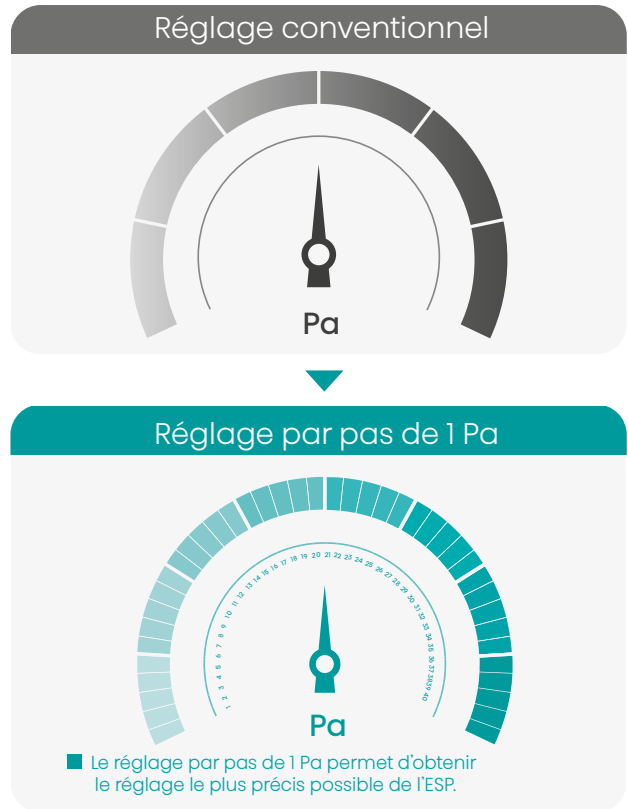 Réglage conventionnel
Pa
Réglage par pas de 1 Pa
1 2 3 4 5 6 7 8 9 10 11 12 13 14 15 16 17 18 19 20 21 22 23 24 25 26 27 28 29 30 31 32 33 34 35 36 37 38 39 40
Pa
Le réglage par pas de 1 Pa permet d'obtenir
le réglage le plus précis possible de l'ESP.